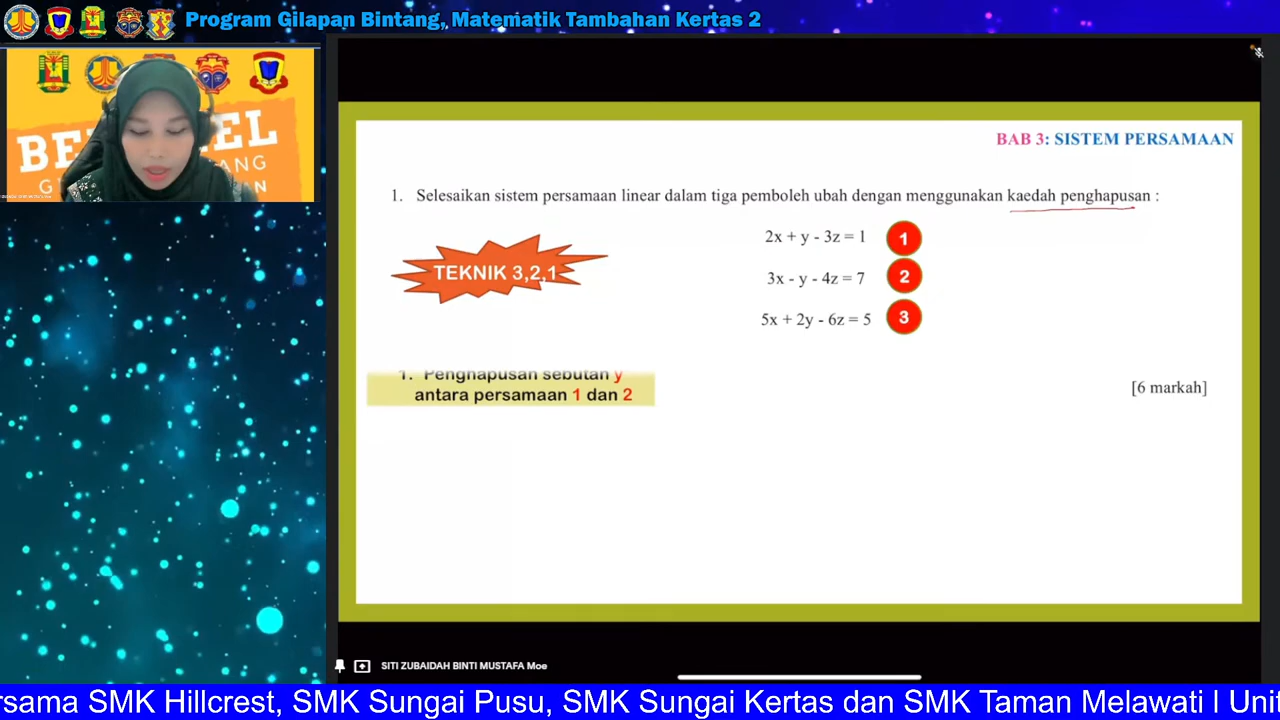 Program Gilapan Bintang, Matematik Tambahan Kertas 2
BAB 3: SISTEM PERSAMAAN
1. Selesaikan sistem persamaan linear dalam tiga pemboleh ubah dengan menggunakan kaedah penghapusan :
2x + y - 3z = 1 1
TEKNIK 3,2,1
3x - y - 4z = 7 2
5x + 2y - 6z = 5 3
1. Penghapusan sebutan y
antara persamaan 1 dan 2
[6 markah]
SITI ZUBAIDAH BINTI MUSTAFA Moe
rsama SMK Hillcrest, SMK Sungai Pusu, SMK Sungai Kertas dan SMK Taman Melawati l Uni